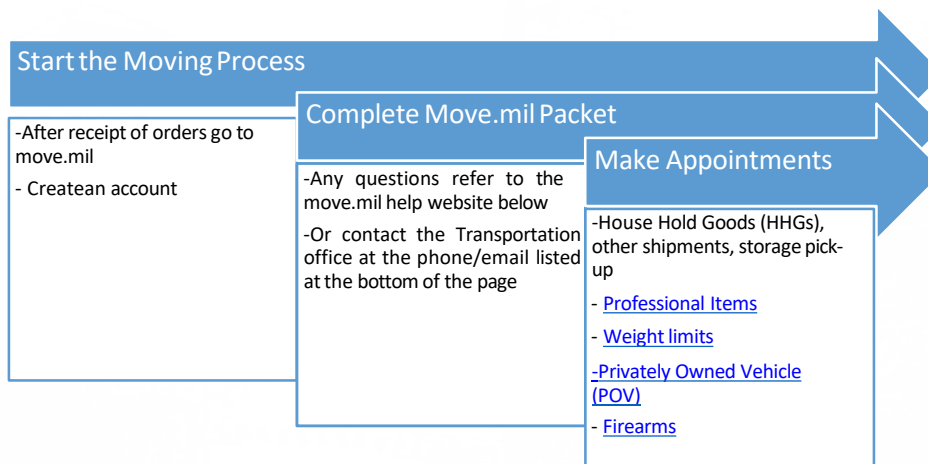 Start the Moving Process
-After receipt of orders go to
move.mil
- Createan account
Complete Move.mil Packet
-Any questions refer to the
move.mil help website below
-Or contact the Transportation
office at the phone/email listed
at the bottom of the page
Make Appointments
-House Hold Goods (HHGs),
other shipments, storage pick-
up
- Professional Items
- Weight limits
-Privately Owned Vehicle
(POV)
- Firearms